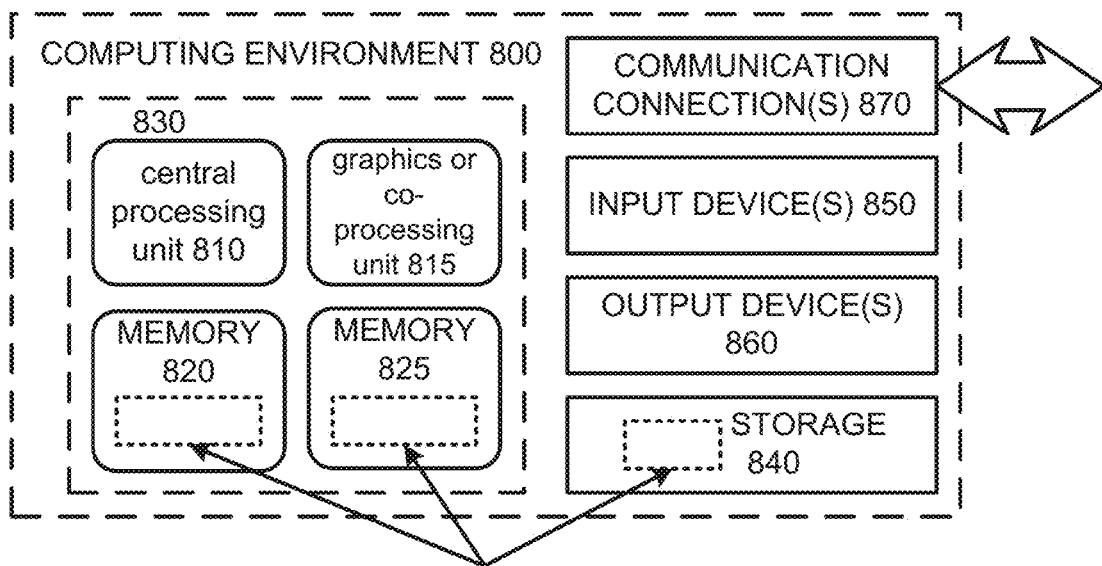 COMPUTING ENVIRONMENT 800
830
central
processing
unit 810
graphics or
co-
processing
unit 815
MEMORY
820
MEMORY
825
COMMUNICATION
CONNECTION(S) 870
INPUT DEVICE(S) 850
OUTPUT DEVICE(S)
860
STORAGE
840